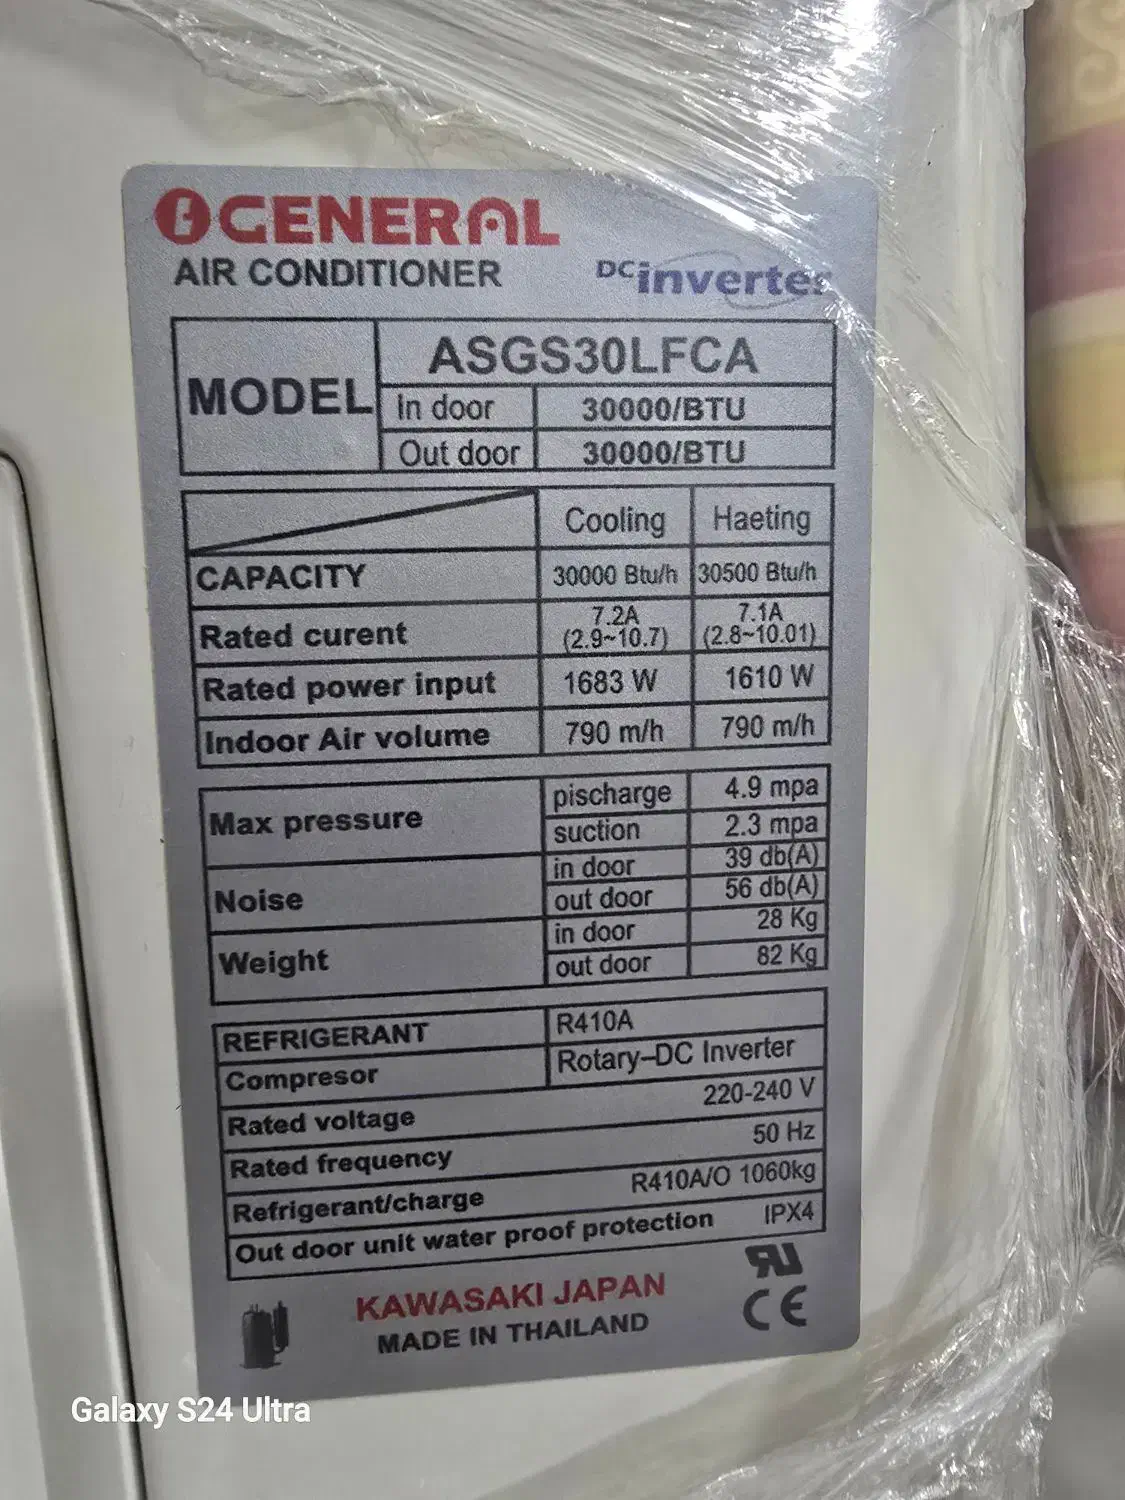 GENERAL
AIR CONDITIONER
DC inverter
MODEL
ASGS30LFCA
In door 30000/BTU
Out door 30000/BTU
Cooling Haeting
CAPACITY 30000 Btu/h 30500 Btu/h
Rated curent 7.2A (2.9~10.7) 7.1A (2.8~10.01)
Rated power input 1683 W 1610 W
Indoor Air volume 790 m/h 790 m/h
Max pressure pischarge 4.9 mpa
suction 2.3 mpa
Noise in door 39 db(A)
out door 56 db(A)
Weight in door 28 Kg
out door 82 Kg
REFRIGERANT R410A
Compresor Rotary–DC Inverter
Rated voltage 220-240 V
Rated frequency 50 Hz
Refrigerant/charge R410A/O 1060kg
Out door unit water proof protection IPX4
KAWASAKI JAPAN
MADE IN THAILAND
CE
Galaxy S24 Ultra